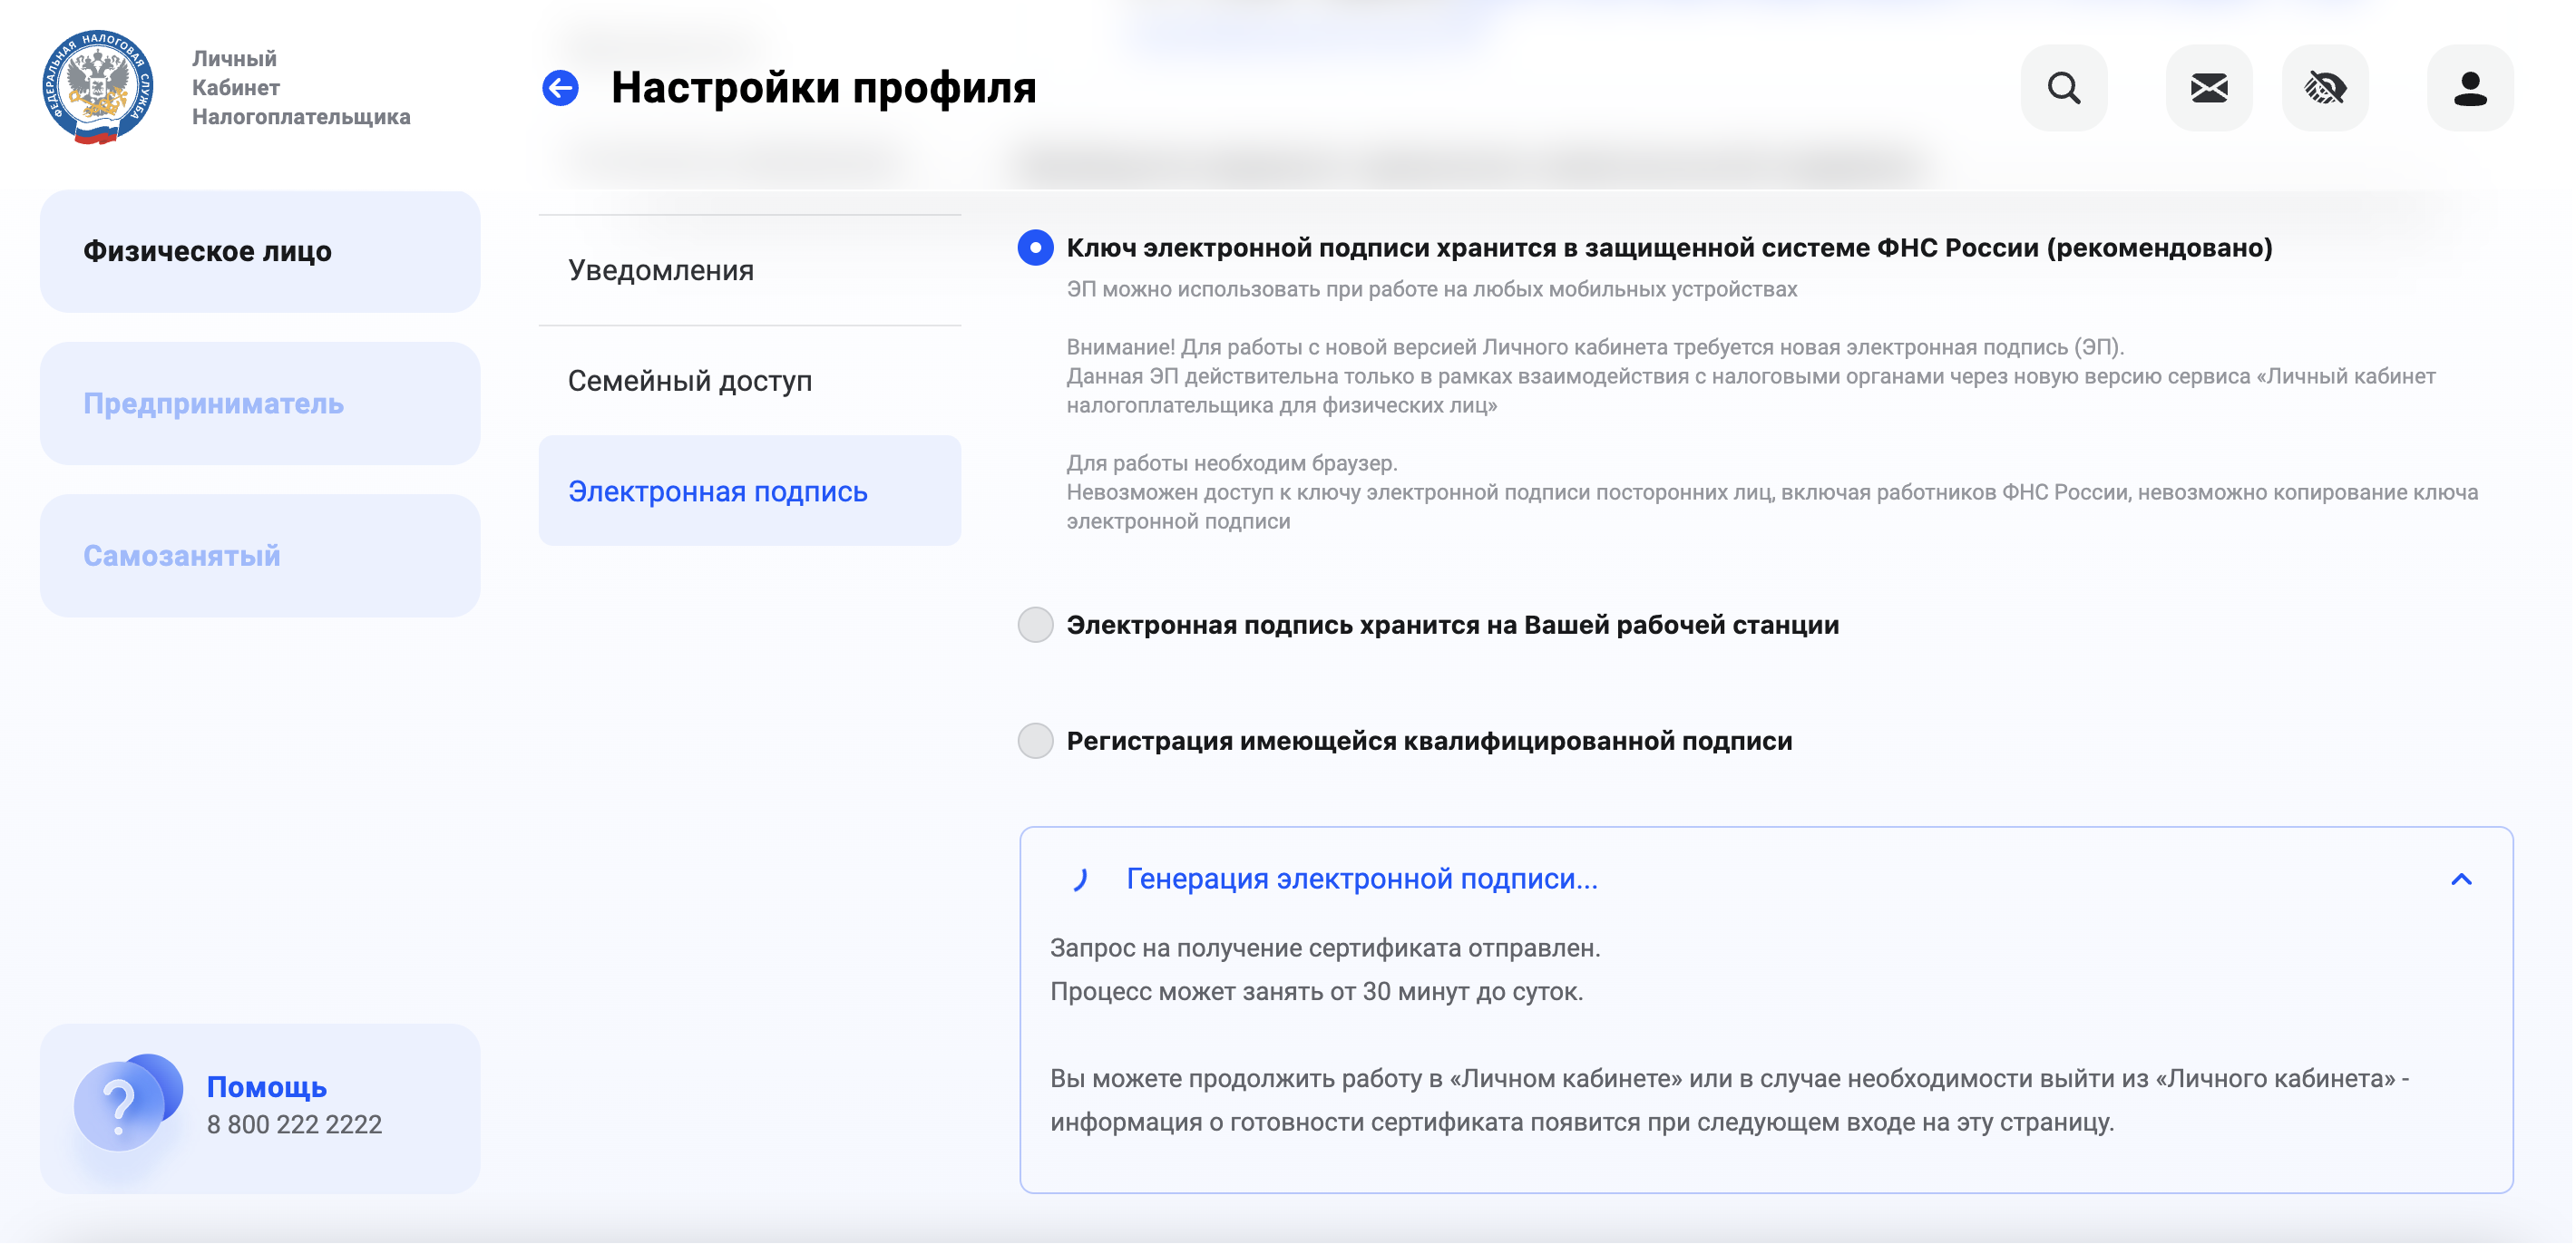 ФЕДЕРАЛЬНАЯ НАЛОГОВАЯ СЛУЖБА
Личный
Кабинет
Налогоплательщика
Настройки профиля
Физическое лицо
Предприниматель
Самозанятый
Помощь
8 800 222 2222
Уведомления
Семейный доступ
Электронная подпись
Ключ электронной подписи хранится в защищенной системе ФНС России (рекомендовано)
ЭП можно использовать при работе на любых мобильных устройствах
Внимание! Для работы с новой версией Личного кабинета требуется новая электронная подпись (ЭП).
Данная ЭП действительна только в рамках взаимодействия с налоговыми органами через новую версию сервиса «Личный кабинет
налогоплательщика для физических лиц»
Для работы необходим браузер.
Невозможен доступ к ключу электронной подписи посторонних лиц, включая работников ФНС России, невозможно копирование ключа
электронной подписи
Электронная подпись хранится на Вашей рабочей станции
Регистрация имеющейся квалифицированной подписи
Генерация электронной подписи...
Запрос на получение сертификата отправлен.
Процесс может занять от 30 минут до суток.
Вы можете продолжить работу в «Личном кабинете» или в случае необходимости выйти из «Личного кабинета» -
информация о готовности сертификата появится при следующем входе на эту страницу.